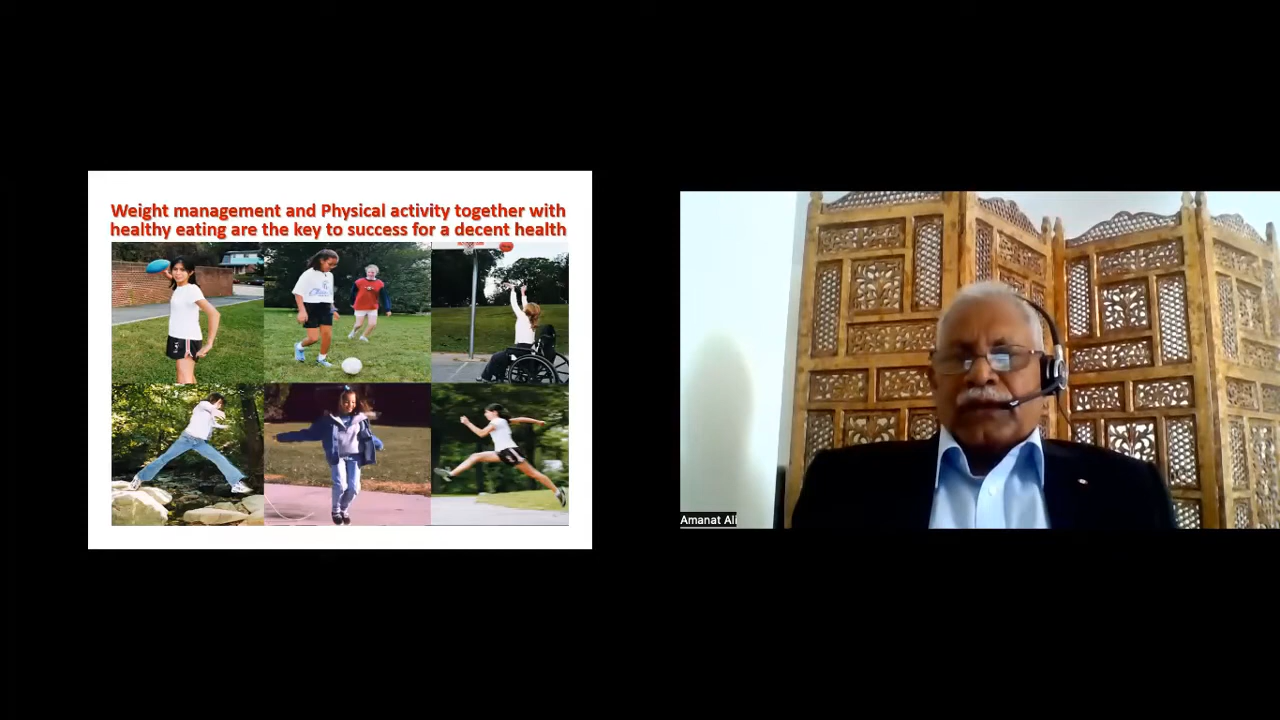 Weight management and Physical activity together with
healthy eating are the key to success for a decent health
Amanat Ali